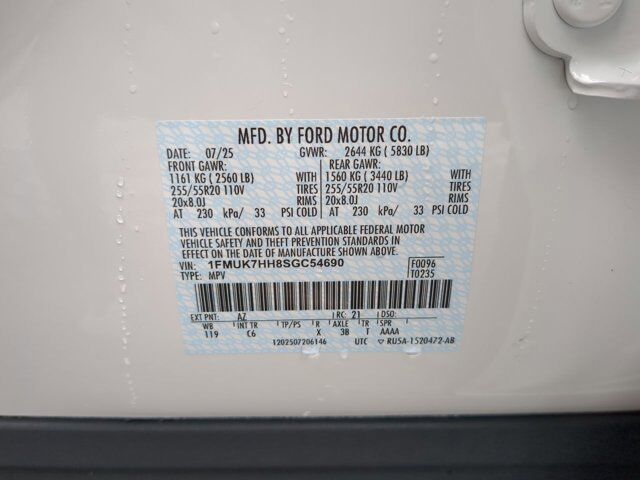 MFD. BY FORD MOTOR CO.
DATE: 07/25 GVWR: 2644 KG ( 5830 LB)
FRONT GAWR: REAR GAWR:
1161 KG ( 2560 LB) WITH 1560 KG ( 3440 LB) WITH
255/55R20 110V TIRES 255/55R20 110V TIRES
20x8.0J RIMS 20x8.0J RIMS
AT 230 kPa/ 33 PSI COLD AT 230 kPa/ 33 PSI COLD
THIS VEHICLE CONFORMS TO ALL APPLICABLE FEDERAL MOTOR
VEHICLE SAFETY AND THEFT PREVENTION STANDARDS IN
EFFECT ON THE DATE OF MANUFACTURE SHOWN ABOVE.
VIN: 1FMUK7HH8SGC54690 F0096
TYPE: MPV T0235
EXT PNT: AZ RC: 21 DSO:
WB INT TR TP/PS R AXLE TR SPR
119 C6 X 3B T AAAA
1202507206146 UTC ▽ RU5A-1520472-AB